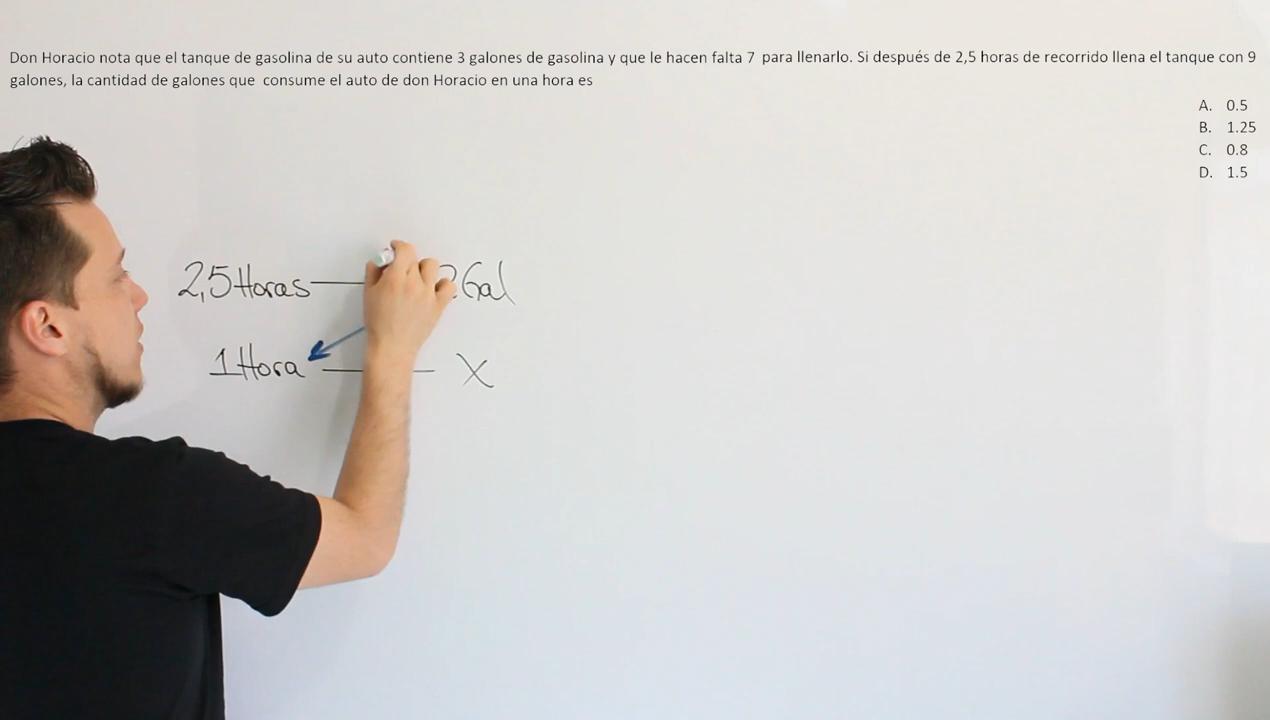 Don Horacio nota que el tanque de gasolina de su auto contiene 3 galones de gasolina y que le hacen falta 7 para llenarlo. Si después de 2,5 horas de recorrido llena el tanque con 9
galones, la cantidad de galones que consume el auto de don Horacio en una hora es
A. 0.5
B. 1.25
C. 0.8
D. 1.5
2,5 Horas 2 Gal
1 Hora X